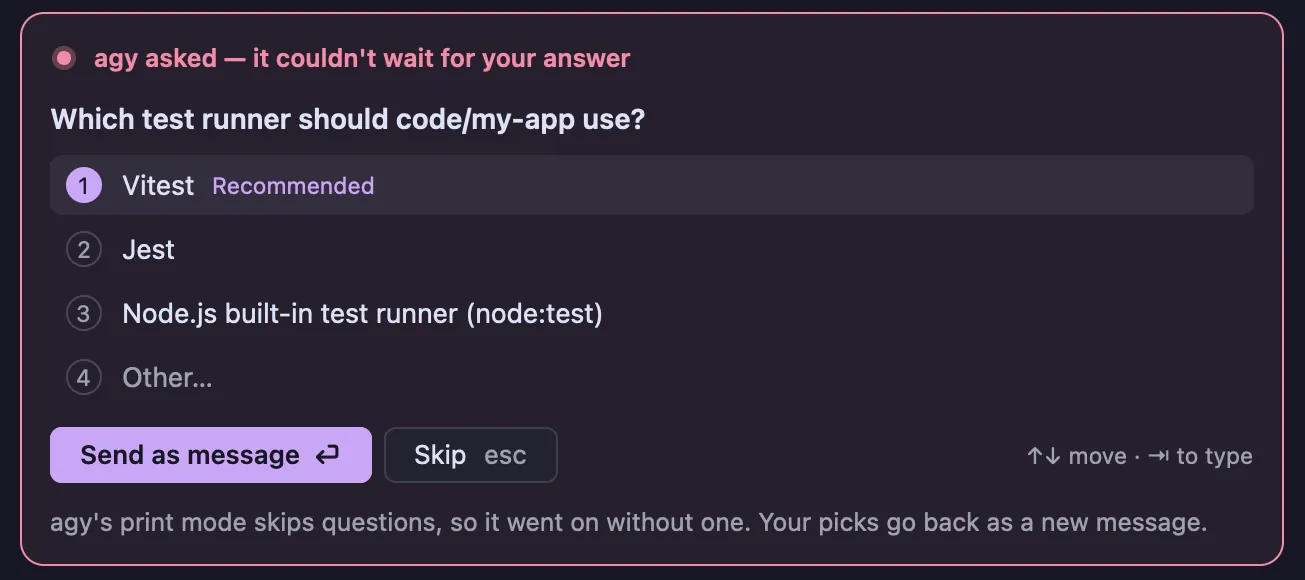 agy asked — it couldn't wait for your answer
Which test runner should code/my-app use?
1 Vitest Recommended
2 Jest
3 Node.js built-in test runner (node:test)
4 Other...
Send as message ↵ Skip esc ↑↓ move · ⇥ to type
agy's print mode skips questions, so it went on without one. Your picks go back as a new message.